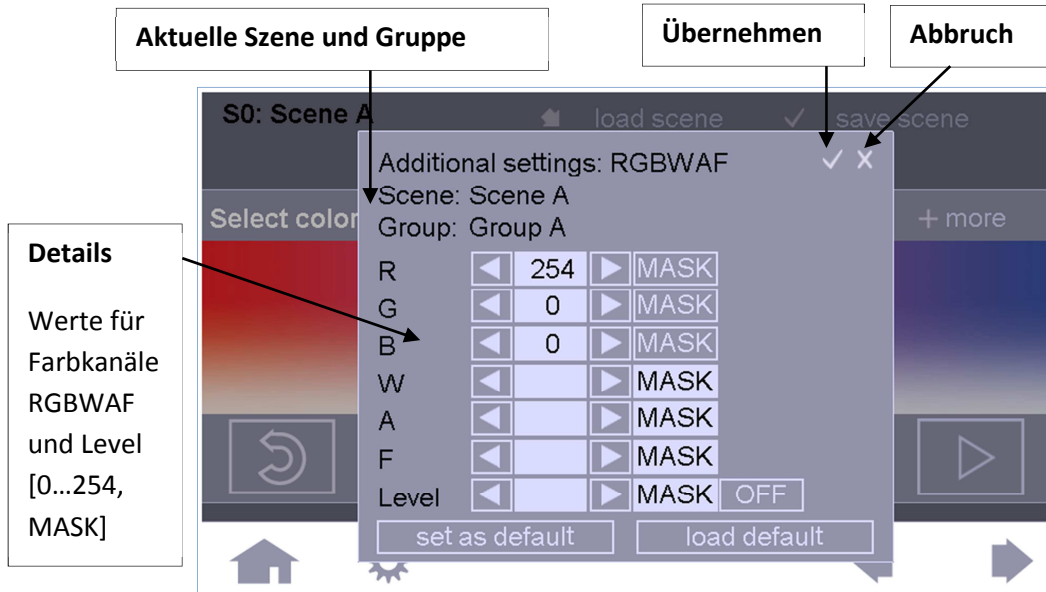 Aktuelle Szene und Gruppe
Übernehmen
Abbruch
S0: Scene A
load scene
save scene
Additional settings: RGBWAF
Scene: Scene A
Group: Group A
Select color
+ more
Details
Werte für
Farbkanäle
RGBWAF
und Level
[0…254,
MASK]
R 254 MASK
G 0 MASK
B 0 MASK
W MASK
A MASK
F MASK
Level MASK OFF
set as default
load default